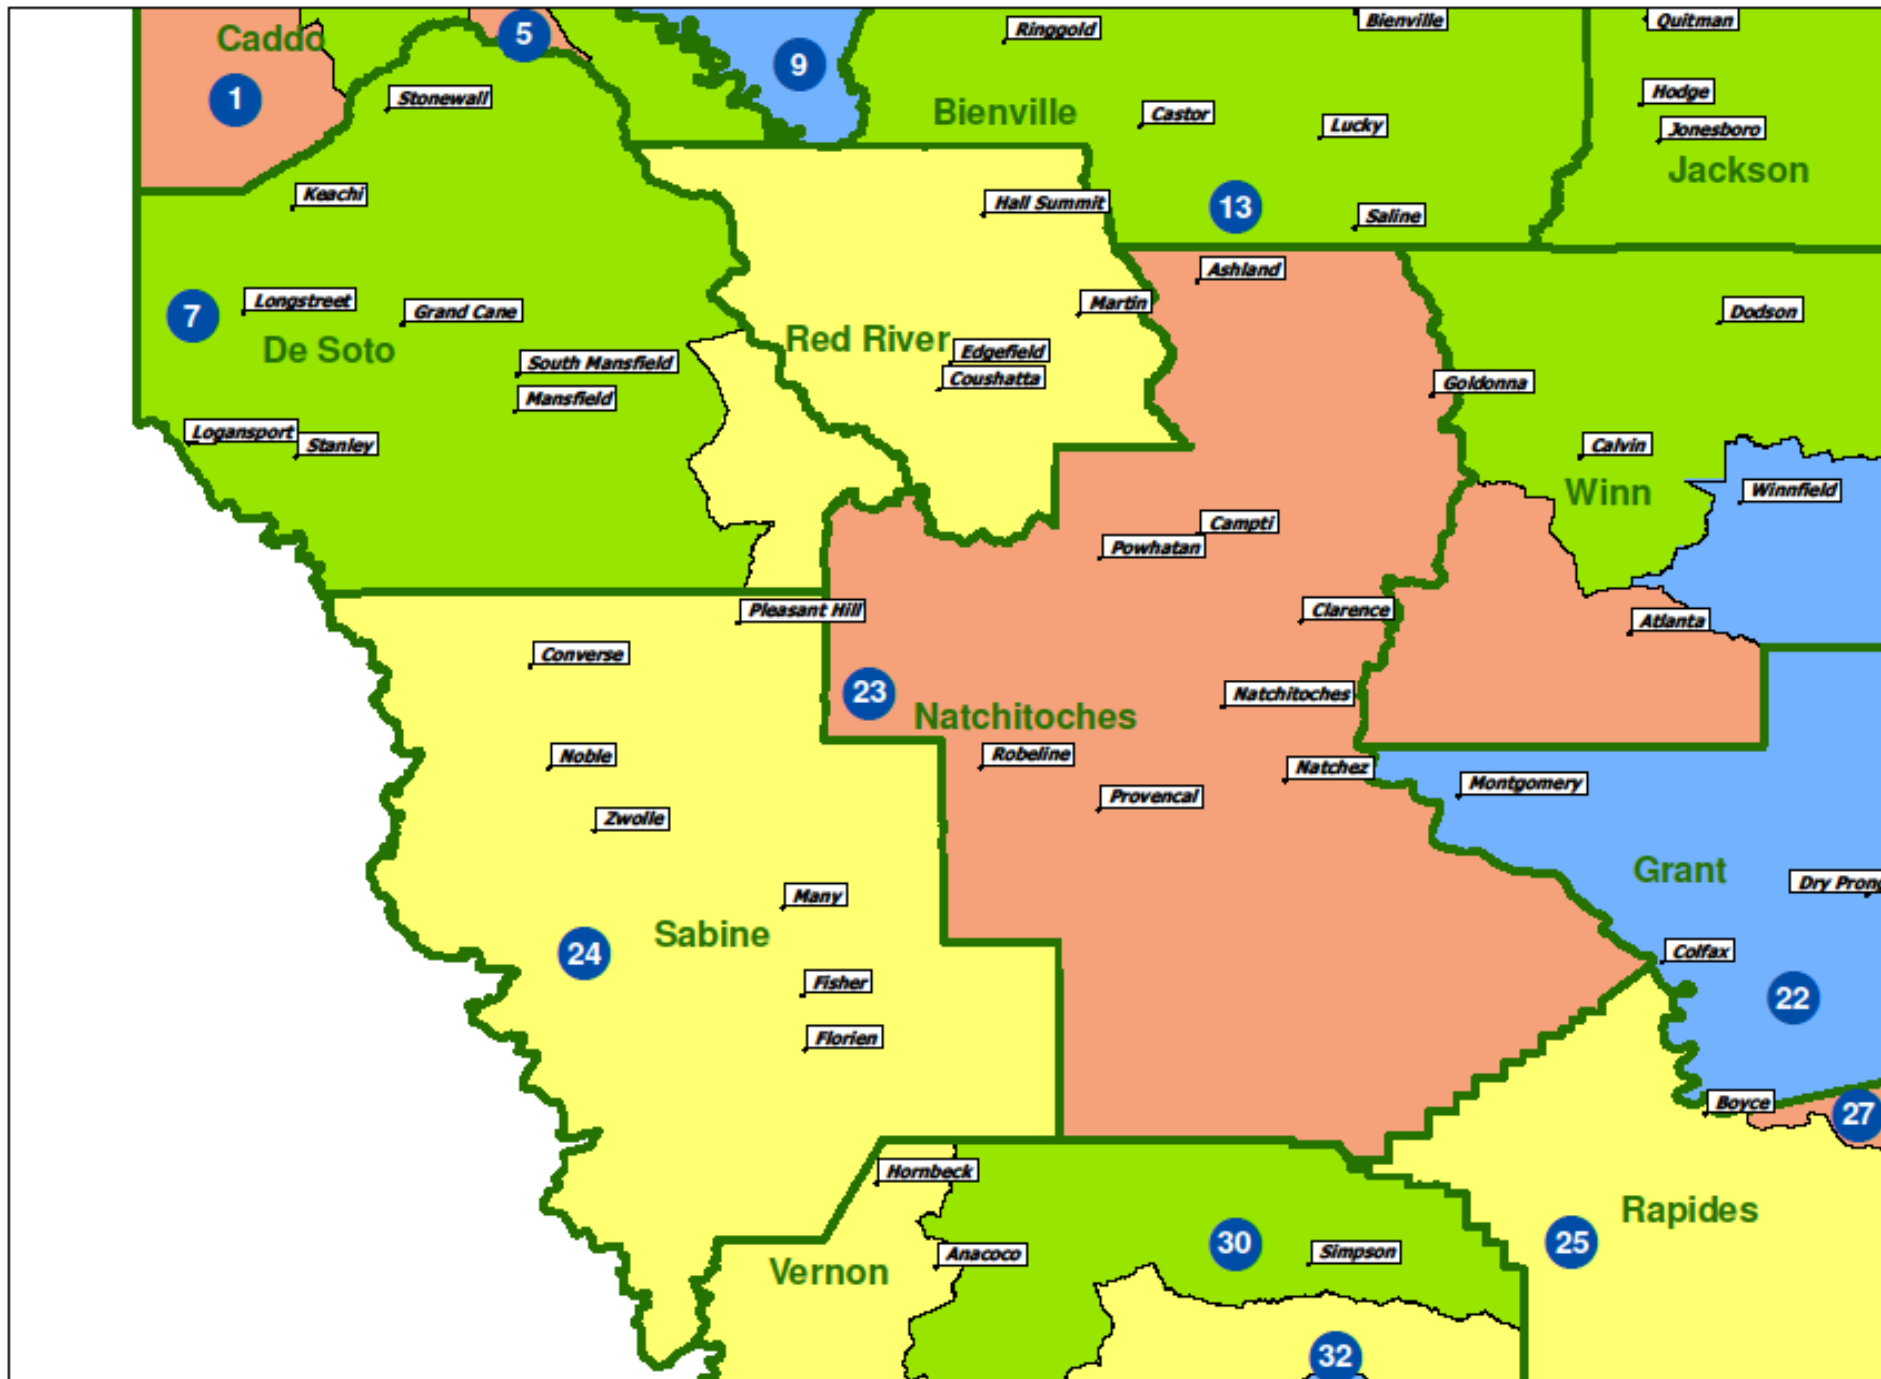 Caddo
5
Ringgold
Bienville
Quitman
9
1
Stonewall
Bienville
Castor
Lucky
Hodge
Jonesboro
Jackson
Keachi
Hall Summit
13
Saline
Ashland
7
Longstreet
Grand Cane
Martin
Dodson
De Soto
Red River
Edgefield
South Mansfield
Coushatta
Goldonna
Mansfield
Logansport
Stanley
Calvin
Winn
Winnfield
Campti
Powhatan
Pleasant Hill
Clarence
Atlanta
Converse
23
Natchitoches
Natchitoches
Noble
Robeline
Natchez
Montgomery
Provencal
Zwolle
Grant
Dry Prong
Many
Sabine
24
Colfax
Fisher
22
Florien
Boyce
27
Hornbeck
Rapides
30
Simpson
25
Anacoco
Vernon
32